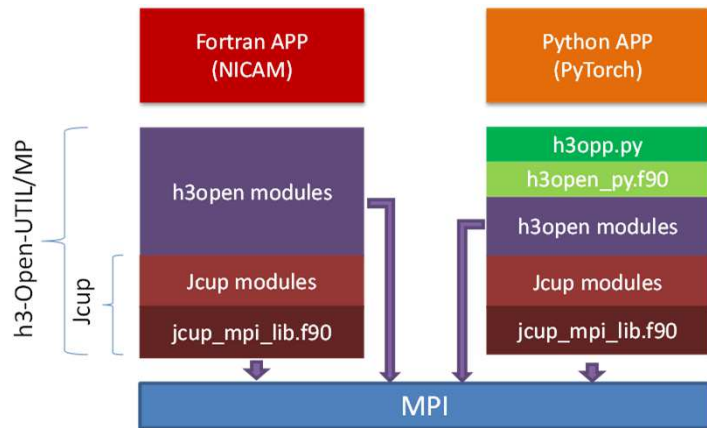 Fortran APP
(NICAM)
Python APP
(PyTorch)
h3-Open-UTIL/MP
Jcup
h3open modules
Jcup modules
jcup_mpi_lib.f90
h3opp.py
h3open_py.f90
h3open modules
Jcup modules
jcup_mpi_lib.f90
MPI